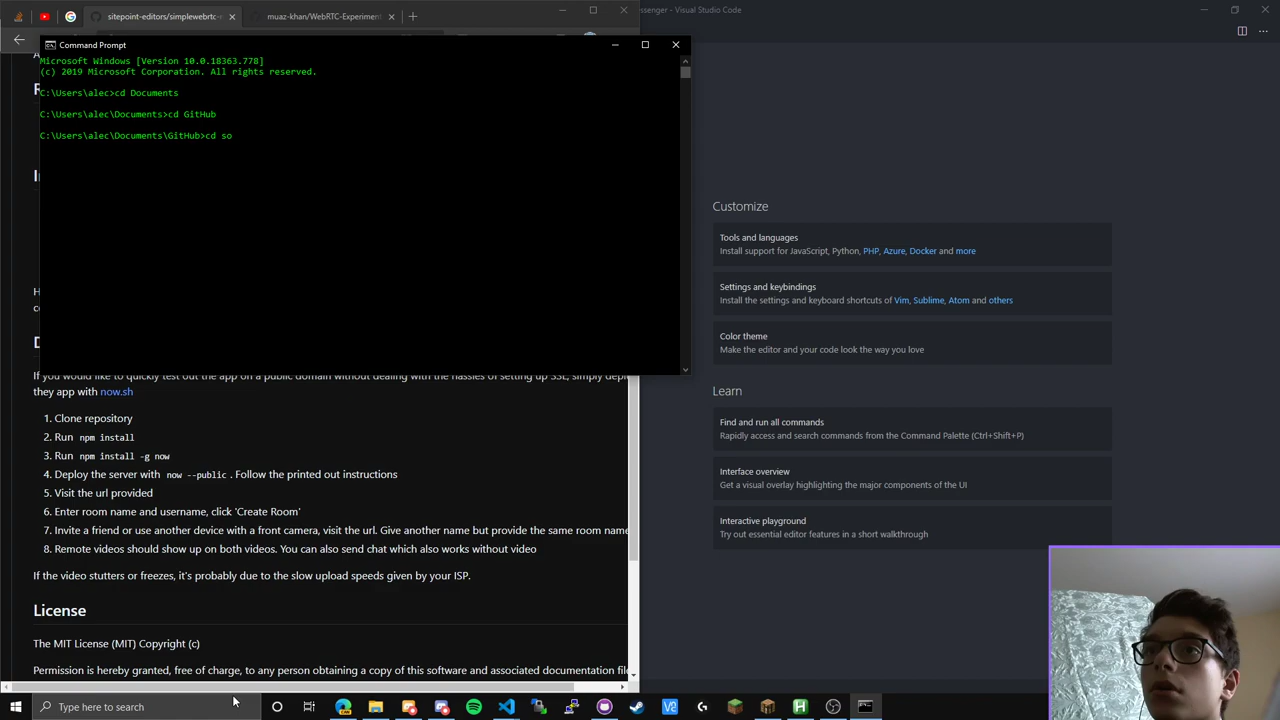 sitepoint-editors/simplewebrtc-
muaz-khan/WebRTC-Experiment
ssenger - Visual Studio Code
Command Prompt
Microsoft Windows [Version 10.0.18363.778]
(c) 2019 Microsoft Corporation. All rights reserved.
C:\Users\alec>cd Documents
C:\Users\alec\Documents>cd GitHub
C:\Users\alec\Documents\GitHub>cd so
Customize
Tools and languages
Install support for JavaScript, Python, PHP, Azure, Docker and more
Settings and keybindings
Install the settings and keyboard shortcuts of Vim, Sublime, Atom and others
Color theme
Make the editor and your code look the way you love
Learn
Find and run all commands
Rapidly access and search commands from the Command Palette (Ctrl+Shift+P)
Interface overview
Get a visual overlay highlighting the major components of the UI
Interactive playground
Try out essential editor features in a short walkthrough
If you would like to quickly test out the app on a public domain without dealing with the hassles of setting up SSL, simply deplo
they app with now.sh
1. Clone repository
2. Run npm install
3. Run npm install -g now
4. Deploy the server with now --public . Follow the printed out instructions
5. Visit the url provided
6. Enter room name and username, click 'Create Room'
7. Invite a friend or use another device with a front camera, visit the url. Give another name but provide the same room name
8. Remote videos should show up on both videos. You can also send chat which also works without video
If the video stutters or freezes, it's probably due to the slow upload speeds given by your ISP.
License
The MIT License (MIT) Copyright (c)
Permission is hereby granted, free of charge, to any person obtaining a copy of this software and associated documentation file
Type here to search